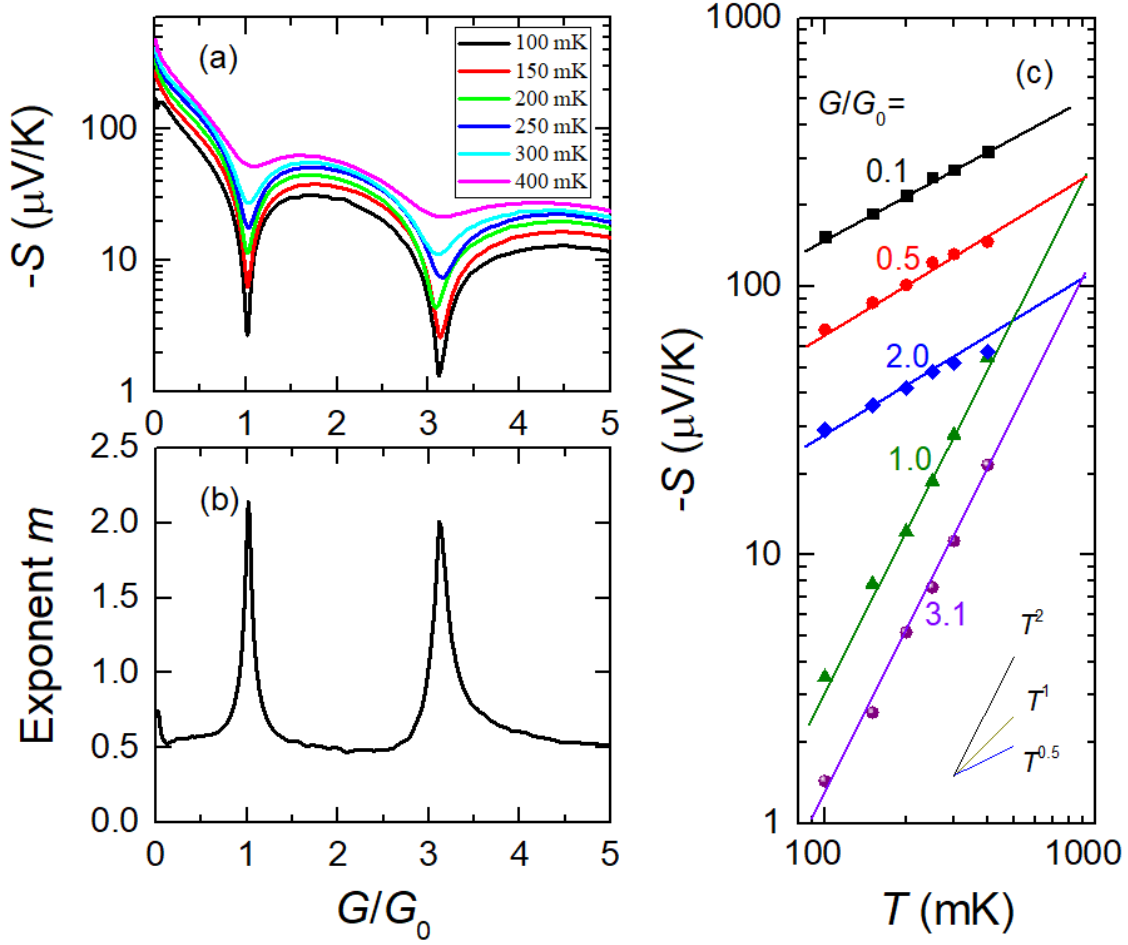 (a)
100 mK
150 mK
200 mK
250 mK
300 mK
400 mK
-S (μV/K)
100
10
1
0 1 2 3 4 5
(b)
Exponent m
2.5
2.0
1.5
1.0
0.5
0.0
0 1 2 3 4 5
G/G₀
(c)
G/G₀=
0.1
0.5
2.0
1.0
3.1
T²
T¹
T⁰·⁵
-S (μV/K)
1000
100
10
1
100 1000
T (mK)